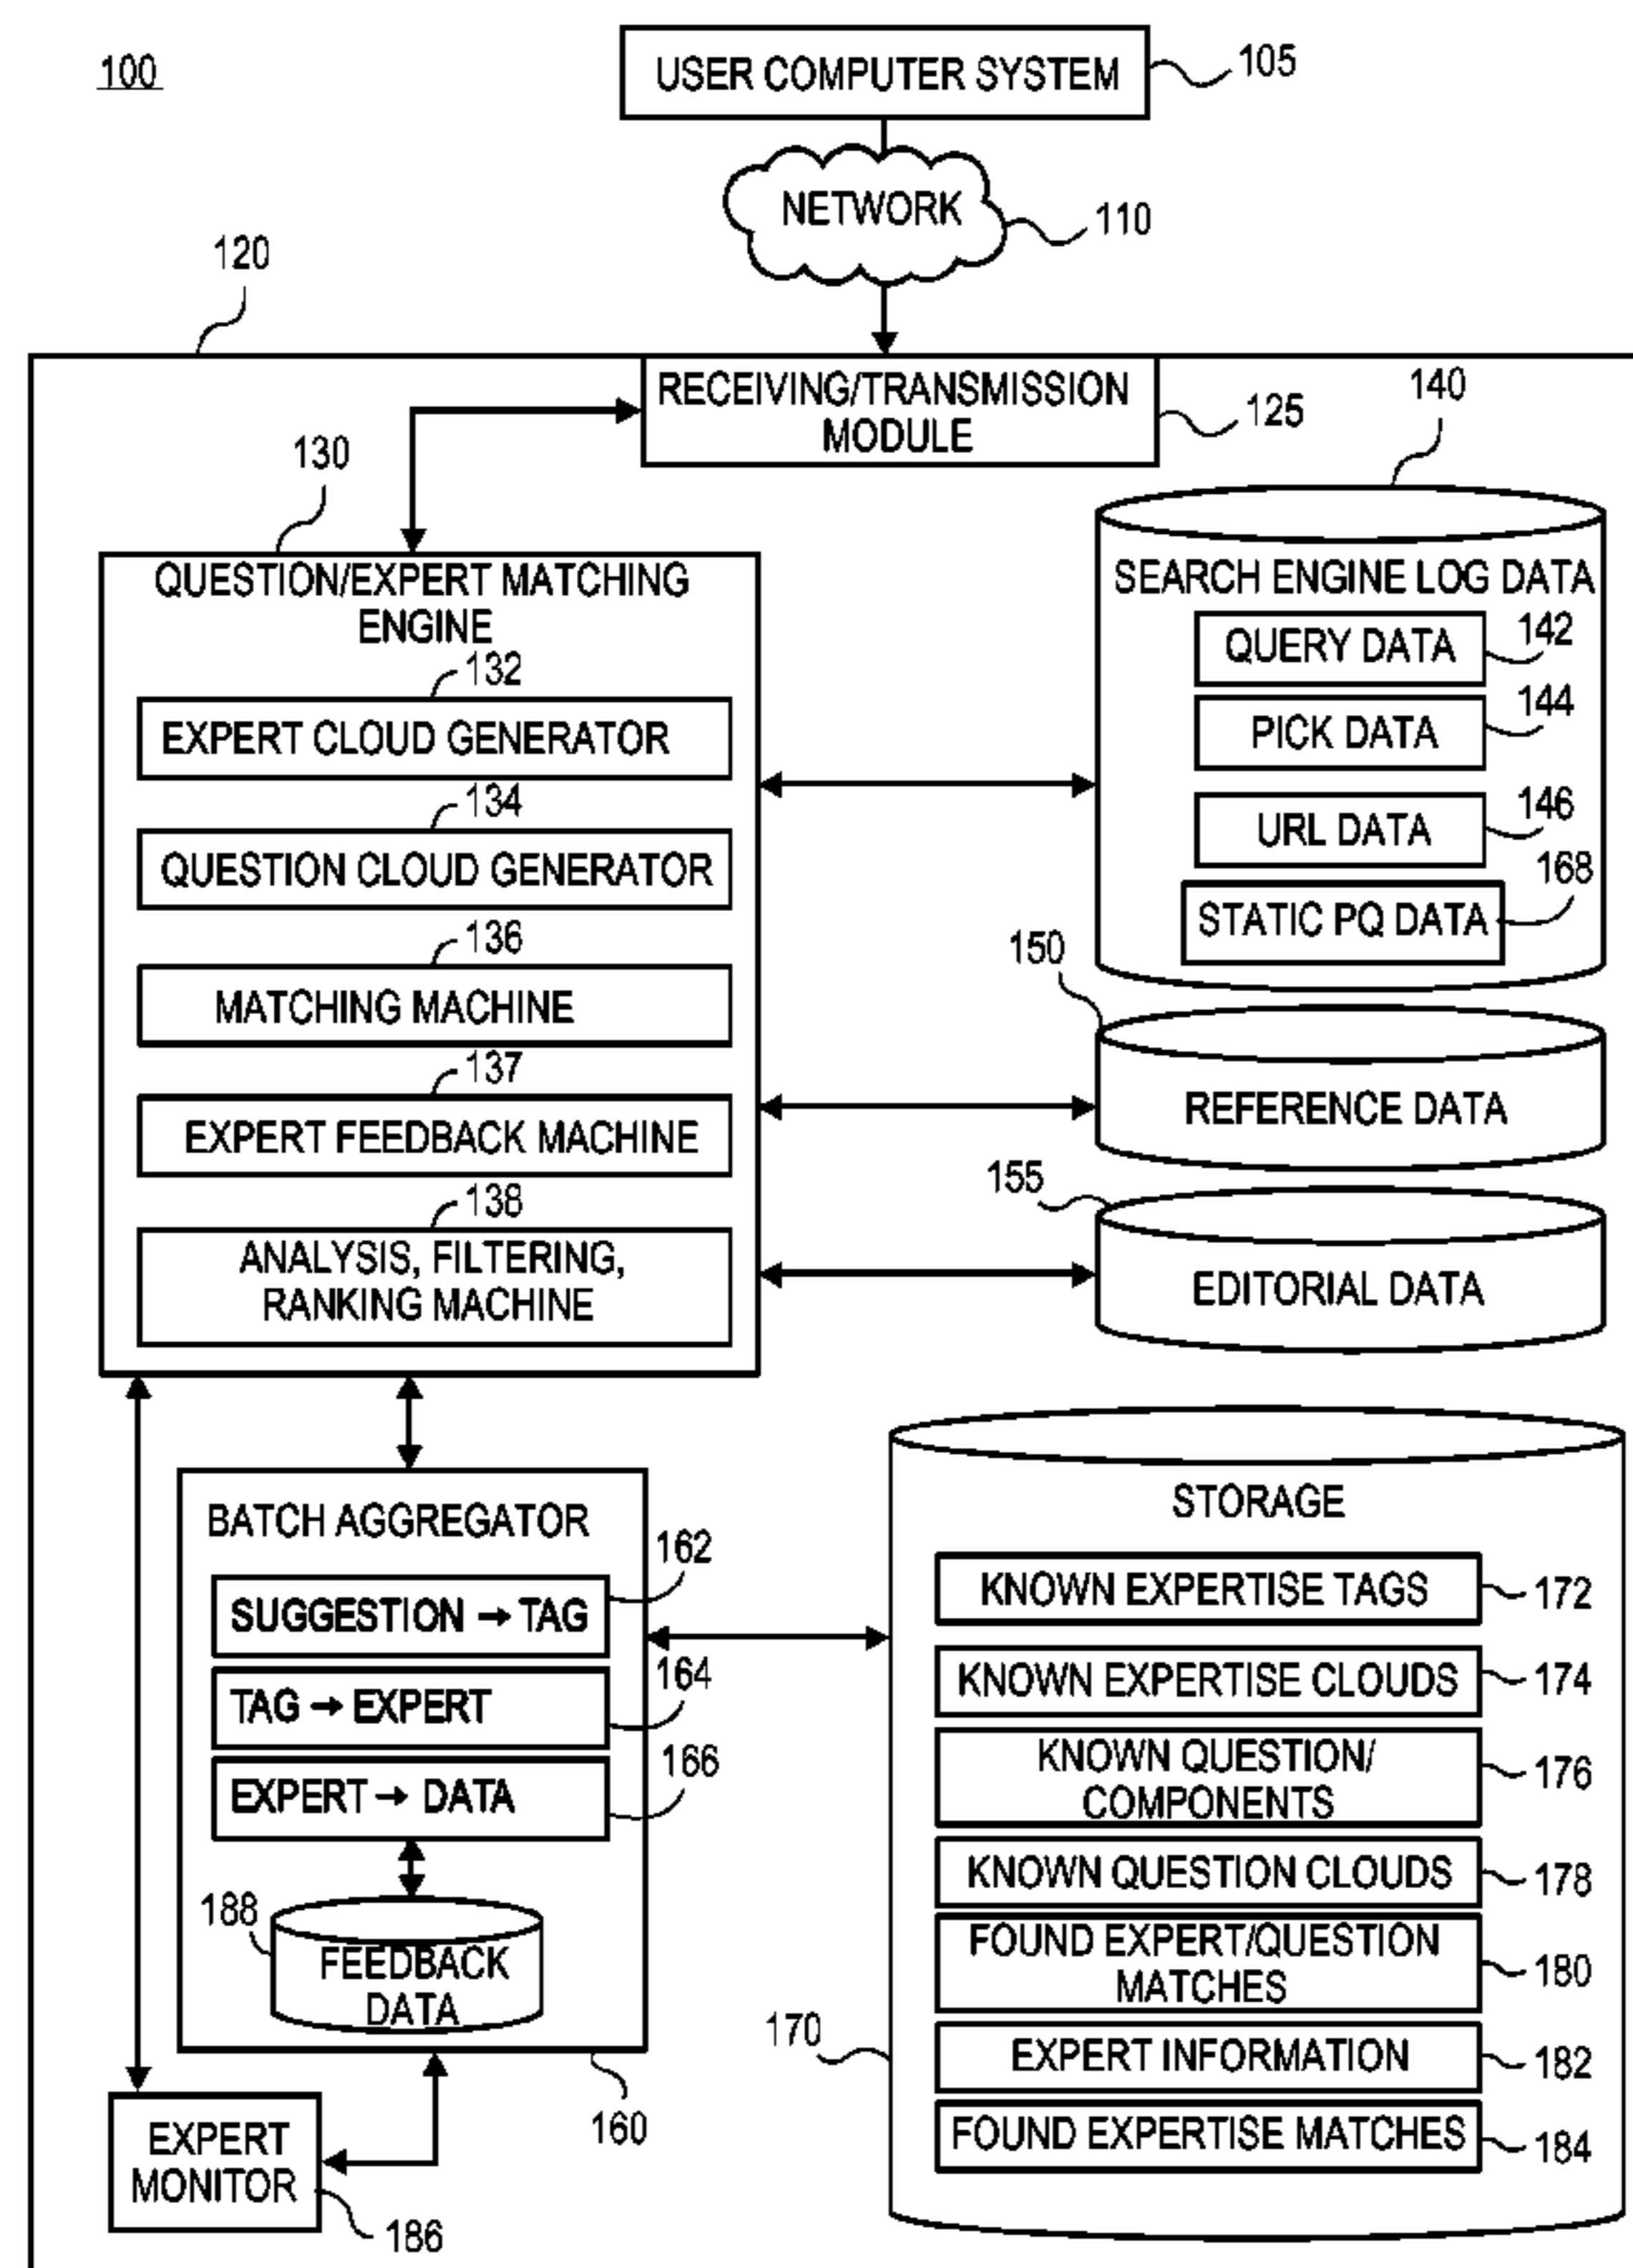 100
USER COMPUTER SYSTEM
105
NETWORK
110
120
RECEIVING/TRANSMISSION
MODULE
125
130
QUESTION/EXPERT MATCHING
ENGINE
132
EXPERT CLOUD GENERATOR
134
QUESTION CLOUD GENERATOR
136
MATCHING MACHINE
137
EXPERT FEEDBACK MACHINE
138
ANALYSIS, FILTERING,
RANKING MACHINE
140
SEARCH ENGINE LOG DATA
QUERY DATA
142
PICK DATA
144
URL DATA
146
STATIC PQ DATA
168
150
REFERENCE DATA
155
EDITORIAL DATA
BATCH AGGREGATOR
162
SUGGESTION → TAG
164
TAG → EXPERT
166
EXPERT → DATA
188
FEEDBACK
DATA
160
EXPERT
MONITOR
186
STORAGE
KNOWN EXPERTISE TAGS
172
KNOWN EXPERTISE CLOUDS
174
KNOWN QUESTION/
COMPONENTS
176
KNOWN QUESTION CLOUDS
178
FOUND EXPERT/QUESTION
MATCHES
180
170
EXPERT INFORMATION
182
FOUND EXPERTISE MATCHES
184